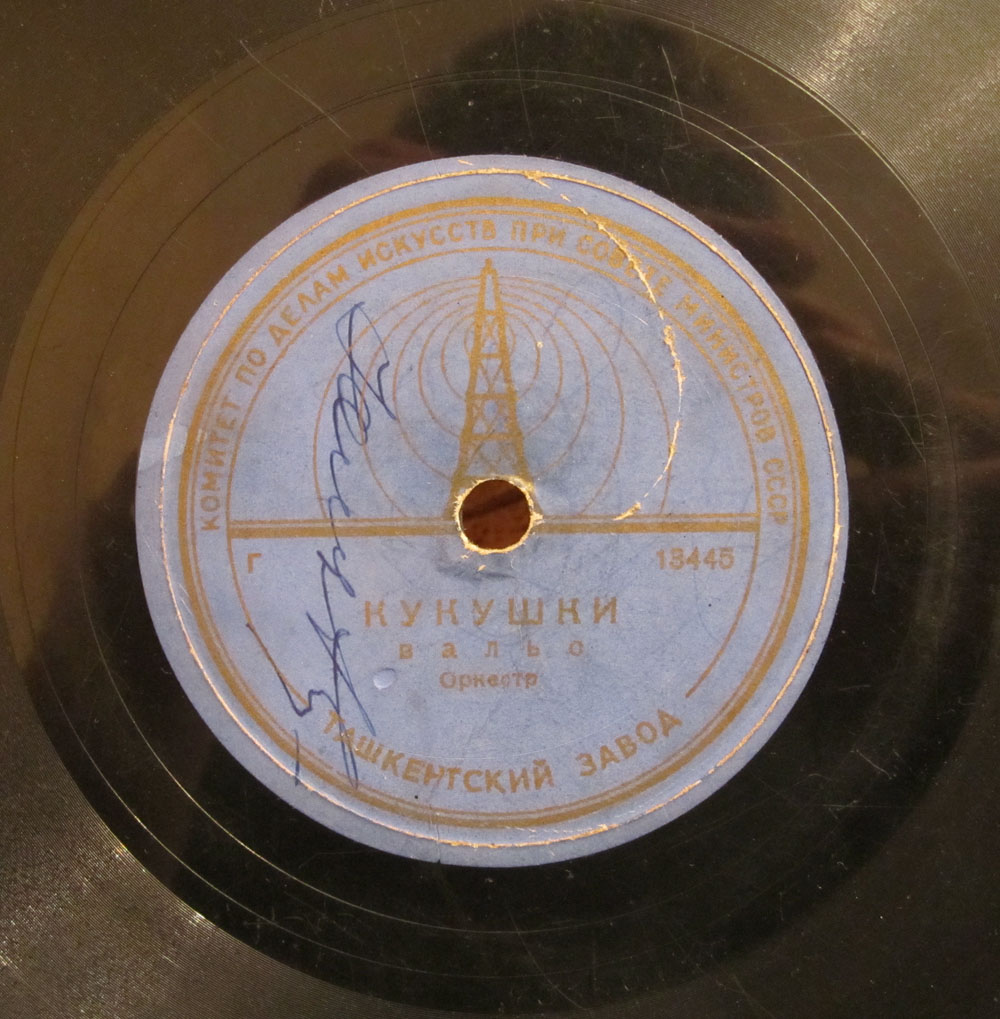 КОМИТЕТ ПО ДЕЛАМ ИСКУССТВ ПРИ СОВЕТЕ МИНИСТРОВ СССР
Г 13445
КУКУШКИ
вальс
Оркестр
ТАШКЕНТСКИЙ ЗАВОД